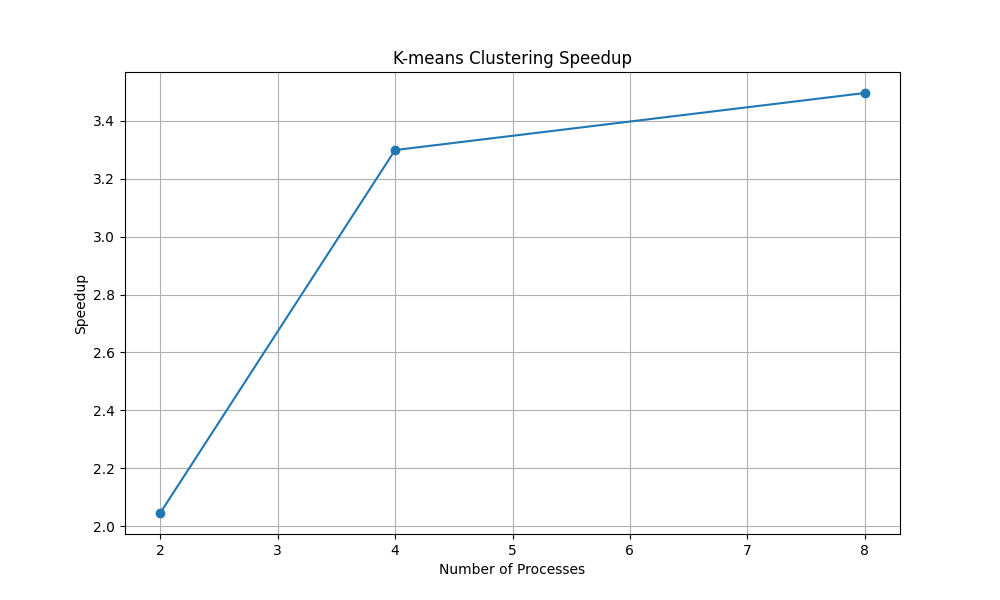 K-means Clustering Speedup
3.4
3.2
3.0
2.8
2.6
2.4
2.2
2.0
Speedup
2 3 4 5 6 7 8
Number of Processes